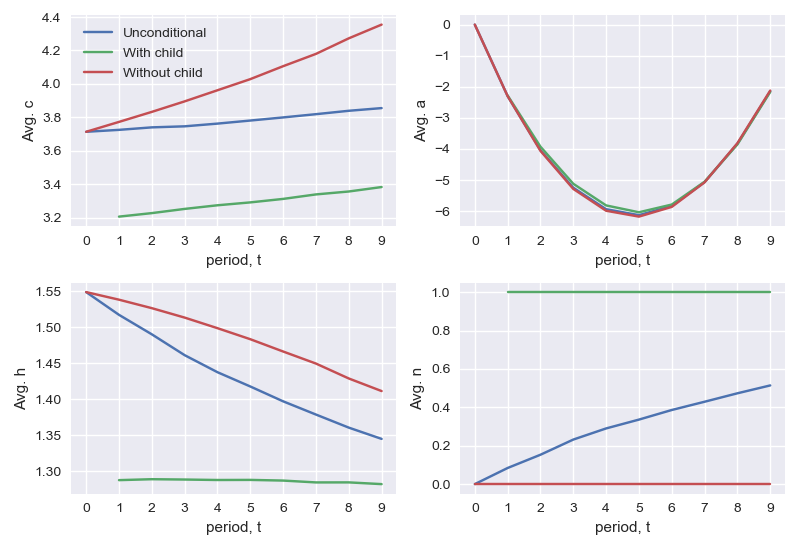 4.4
4.2
4.0
3.8
3.6
3.4
3.2
Avg. c
Unconditional
With child
Without child
0 1 2 3 4 5 6 7 8 9
period, t
0
−1
−2
−3
−4
−5
−6
Avg. a
0 1 2 3 4 5 6 7 8 9
period, t
1.55
1.50
1.45
1.40
1.35
1.30
Avg. h
0 1 2 3 4 5 6 7 8 9
period, t
1.0
0.8
0.6
0.4
0.2
0.0
Avg. n
0 1 2 3 4 5 6 7 8 9
period, t